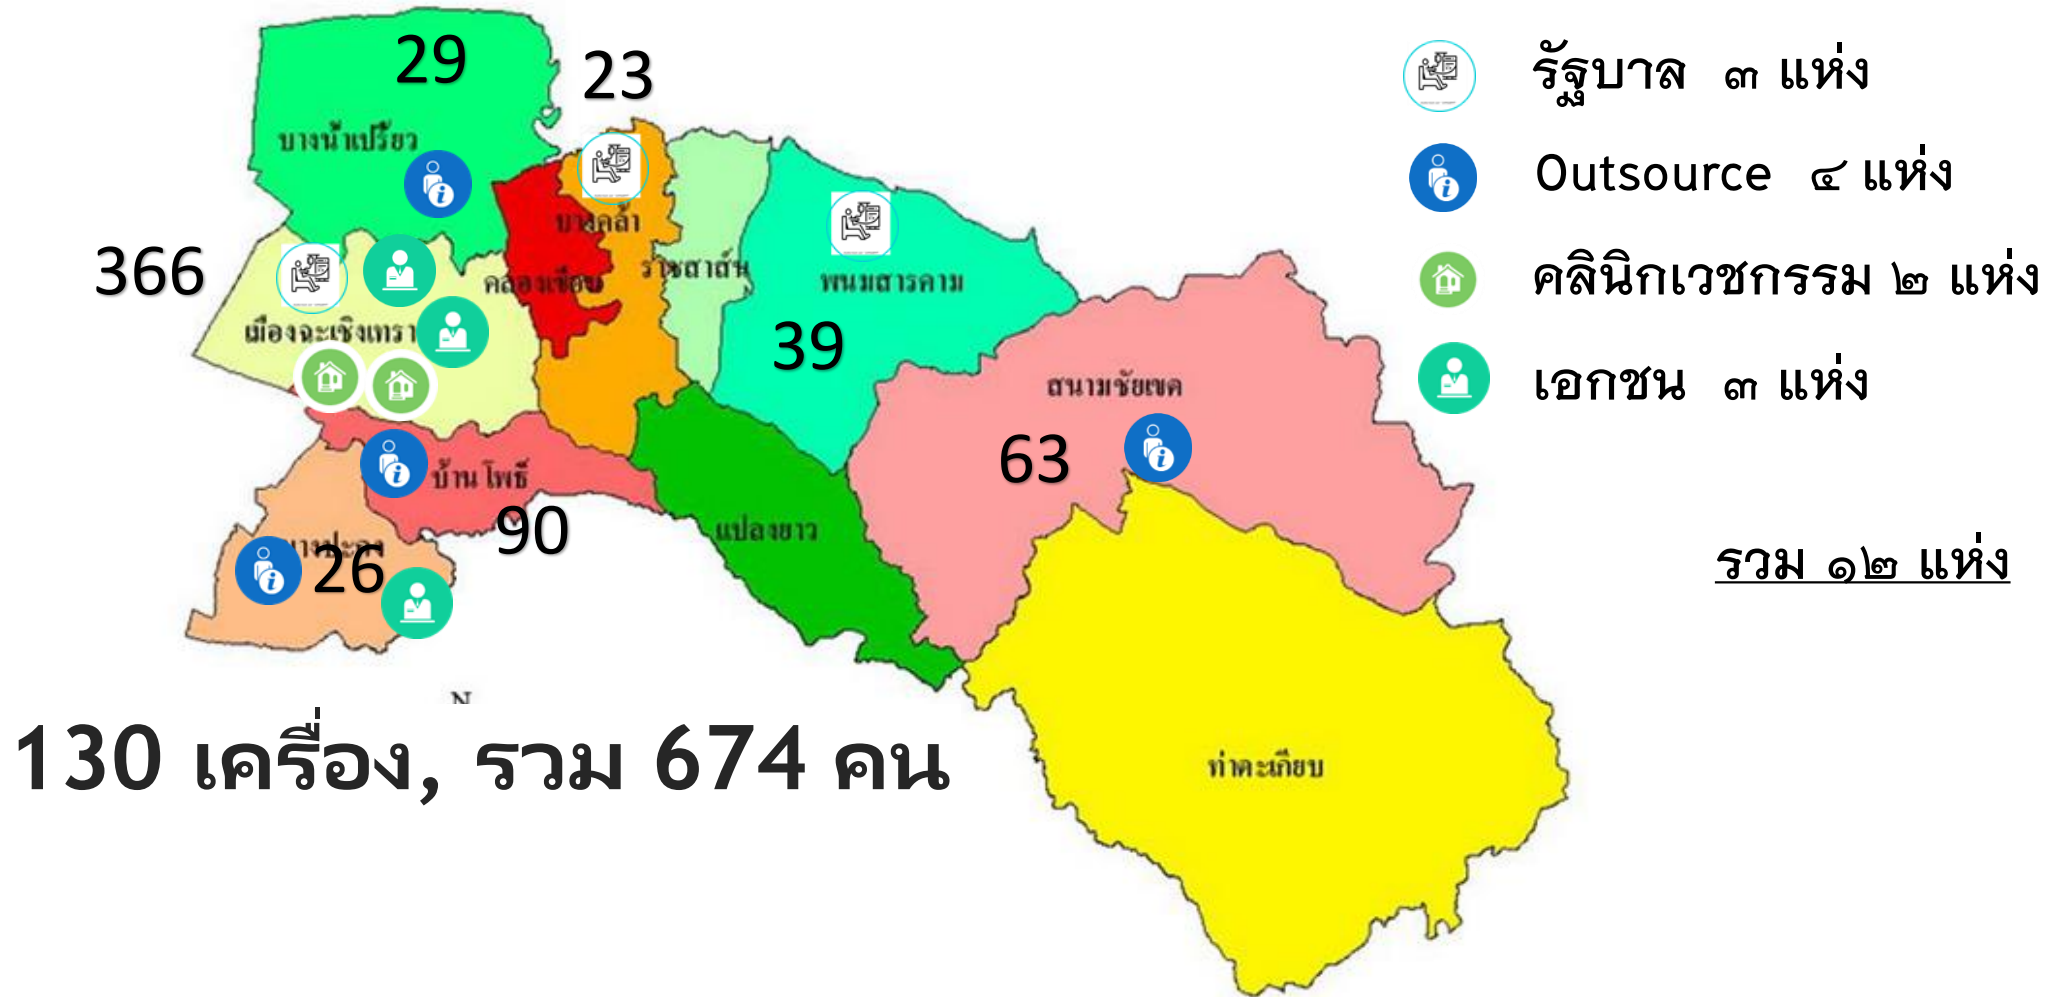 29
23
บางน้ำเปรี้ยว
บางคล้า
366
คลองเขื่อน
ราชสาส์น
พนมสารคาม
เมืองฉะเชิงเทรา
39
สนามชัยเขต
63
บ้านโพธิ์
90
แปลงยาว
บางปะกง
26
ท่าตะเกียบ
N
130 เครื่อง, รวม 674 คน
รัฐบาล ๓ แห่ง
Outsource ๔ แห่ง
คลินิกเวชกรรม ๒ แห่ง
เอกชน ๓ แห่ง
รวม ๑๒ แห่ง